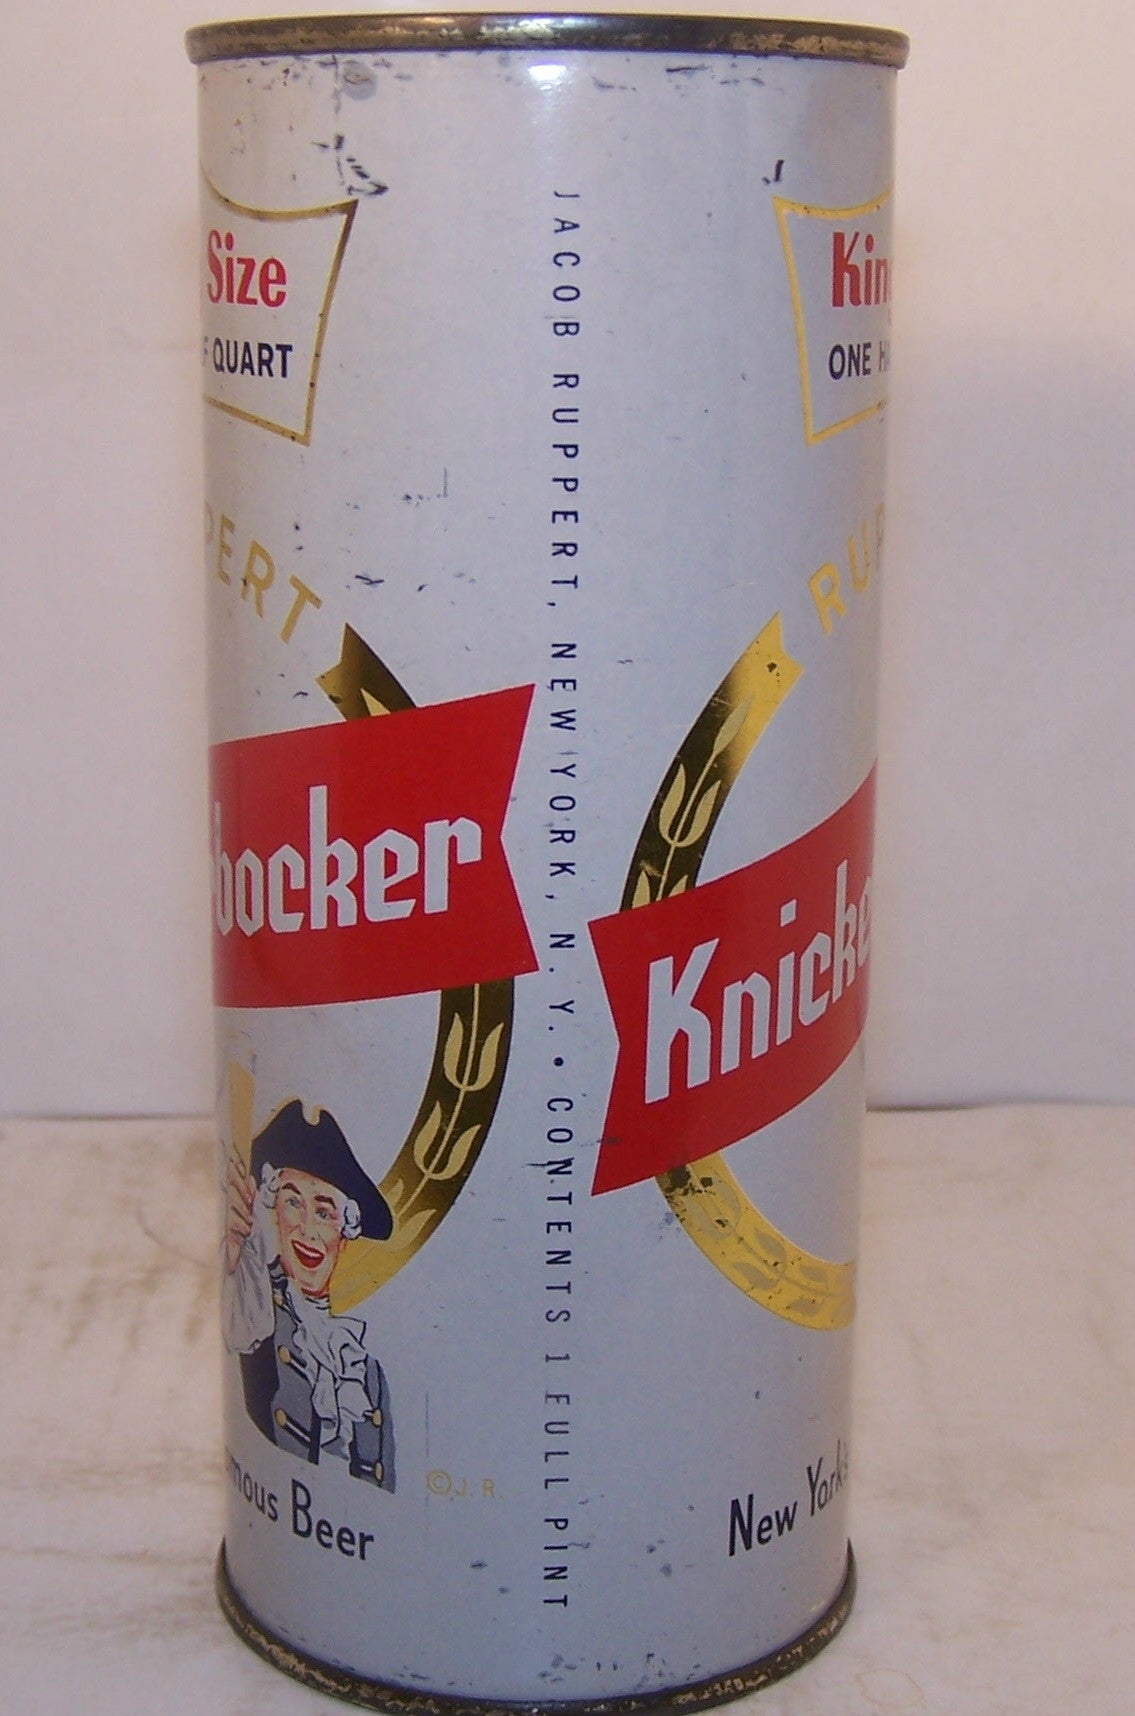 Size
QUART
PERT
bocker
mous Beer
©J.R.
JACOB RUPPERT, NEW YORK, N.Y. • CONTENTS 1 FULL PINT
Kin
ONE H
RUP
Knicke
New York's